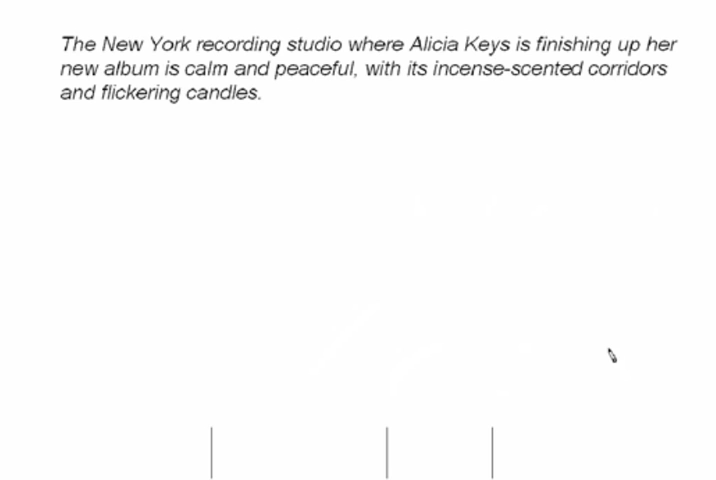 The New York recording studio where Alicia Keys is finishing up her
new album is calm and peaceful, with its incense-scented corridors
and flickering candles.